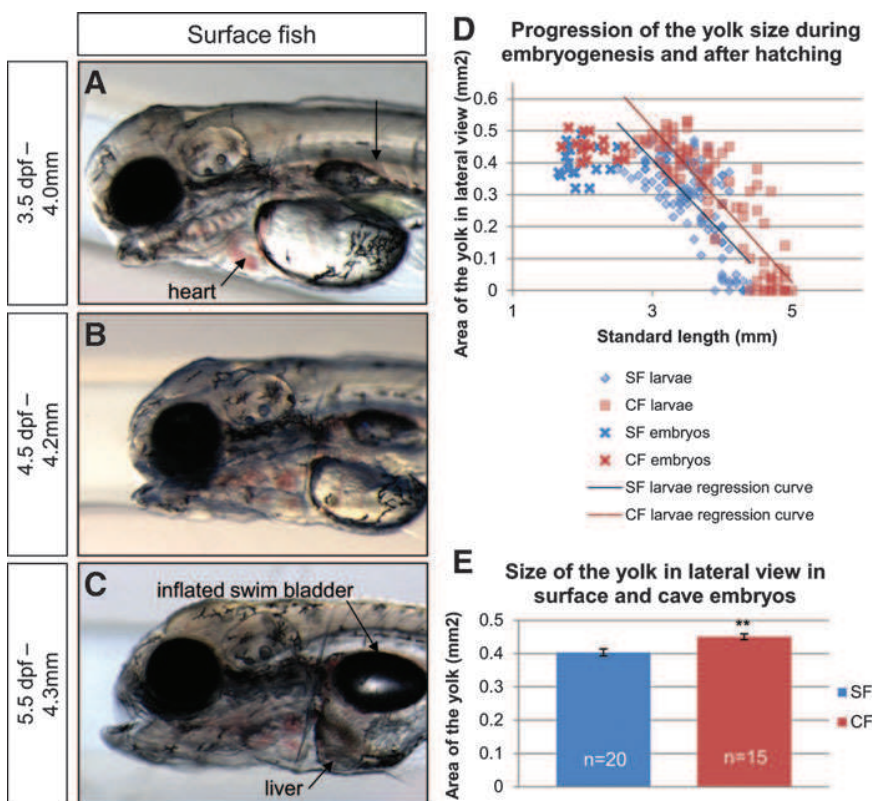 Surface fish
3.5 dpf –
4.0mm
A
heart
4.5 dpf –
4.2mm
B
5.5 dpf –
4.3mm
C
inflated swim bladder
liver
D
Progression of the yolk size during
embryogenesis and after hatching
Area of the yolk in lateral view (mm2)
0.6
0.5
0.4
0.3
0.2
0.1
0
1
3
5
Standard length (mm)
SF larvae
CF larvae
SF embryos
CF embryos
SF larvae regression curve
CF larvae regression curve
E
Size of the yolk in lateral view in
surface and cave embryos
Area of the yolk (mm2)
0.5
0.4
0.3
0.2
0.1
0
**
n=20
n=15
SF
CF